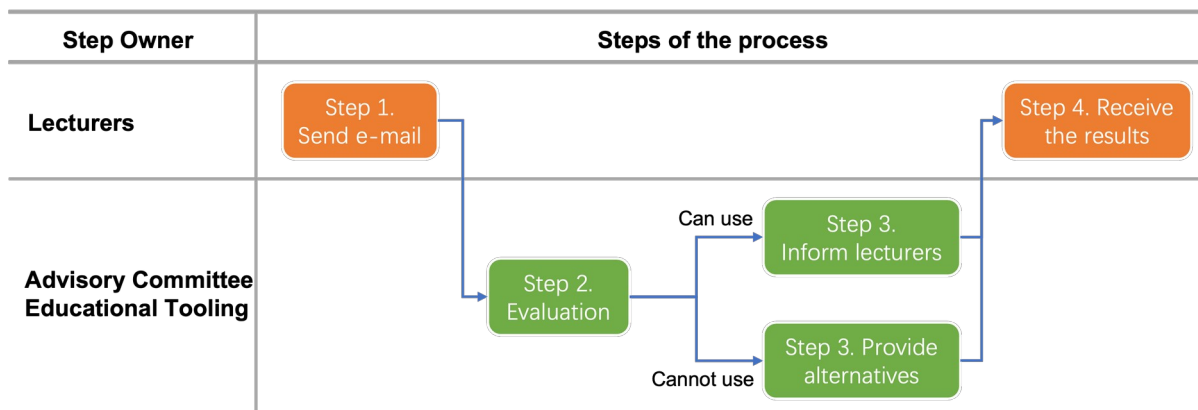 Step Owner
Steps of the process
Lecturers
Step 1.
Send e-mail
Step 4. Receive
the results
Advisory Committee
Educational Tooling
Step 2.
Evaluation
Can use
Step 3.
Inform lecturers
Cannot use
Step 3. Provide
alternatives